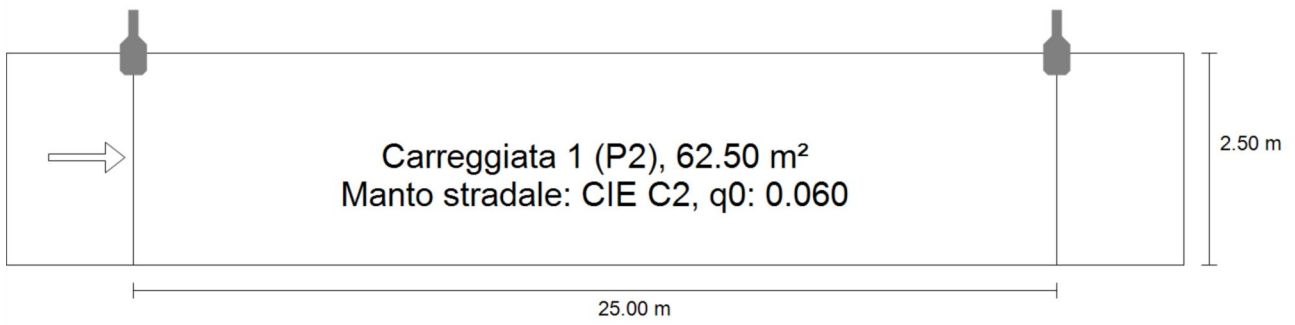 Carreggiata 1 (P2), 62.50 m²
Manto stradale: CIE C2, q0: 0.060
2.50 m
25.00 m